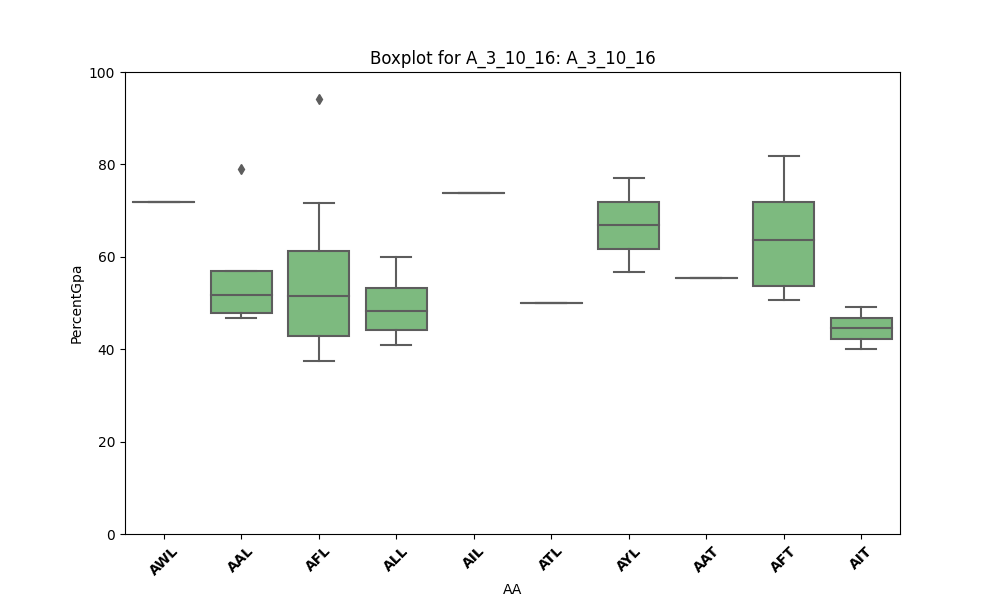 Boxplot for A_3_10_16: A_3_10_16
PercentGpa
100
80
60
40
20
0
AWL AAL AFL ALL AIL ATL AYL AAT AFT AIT
AA